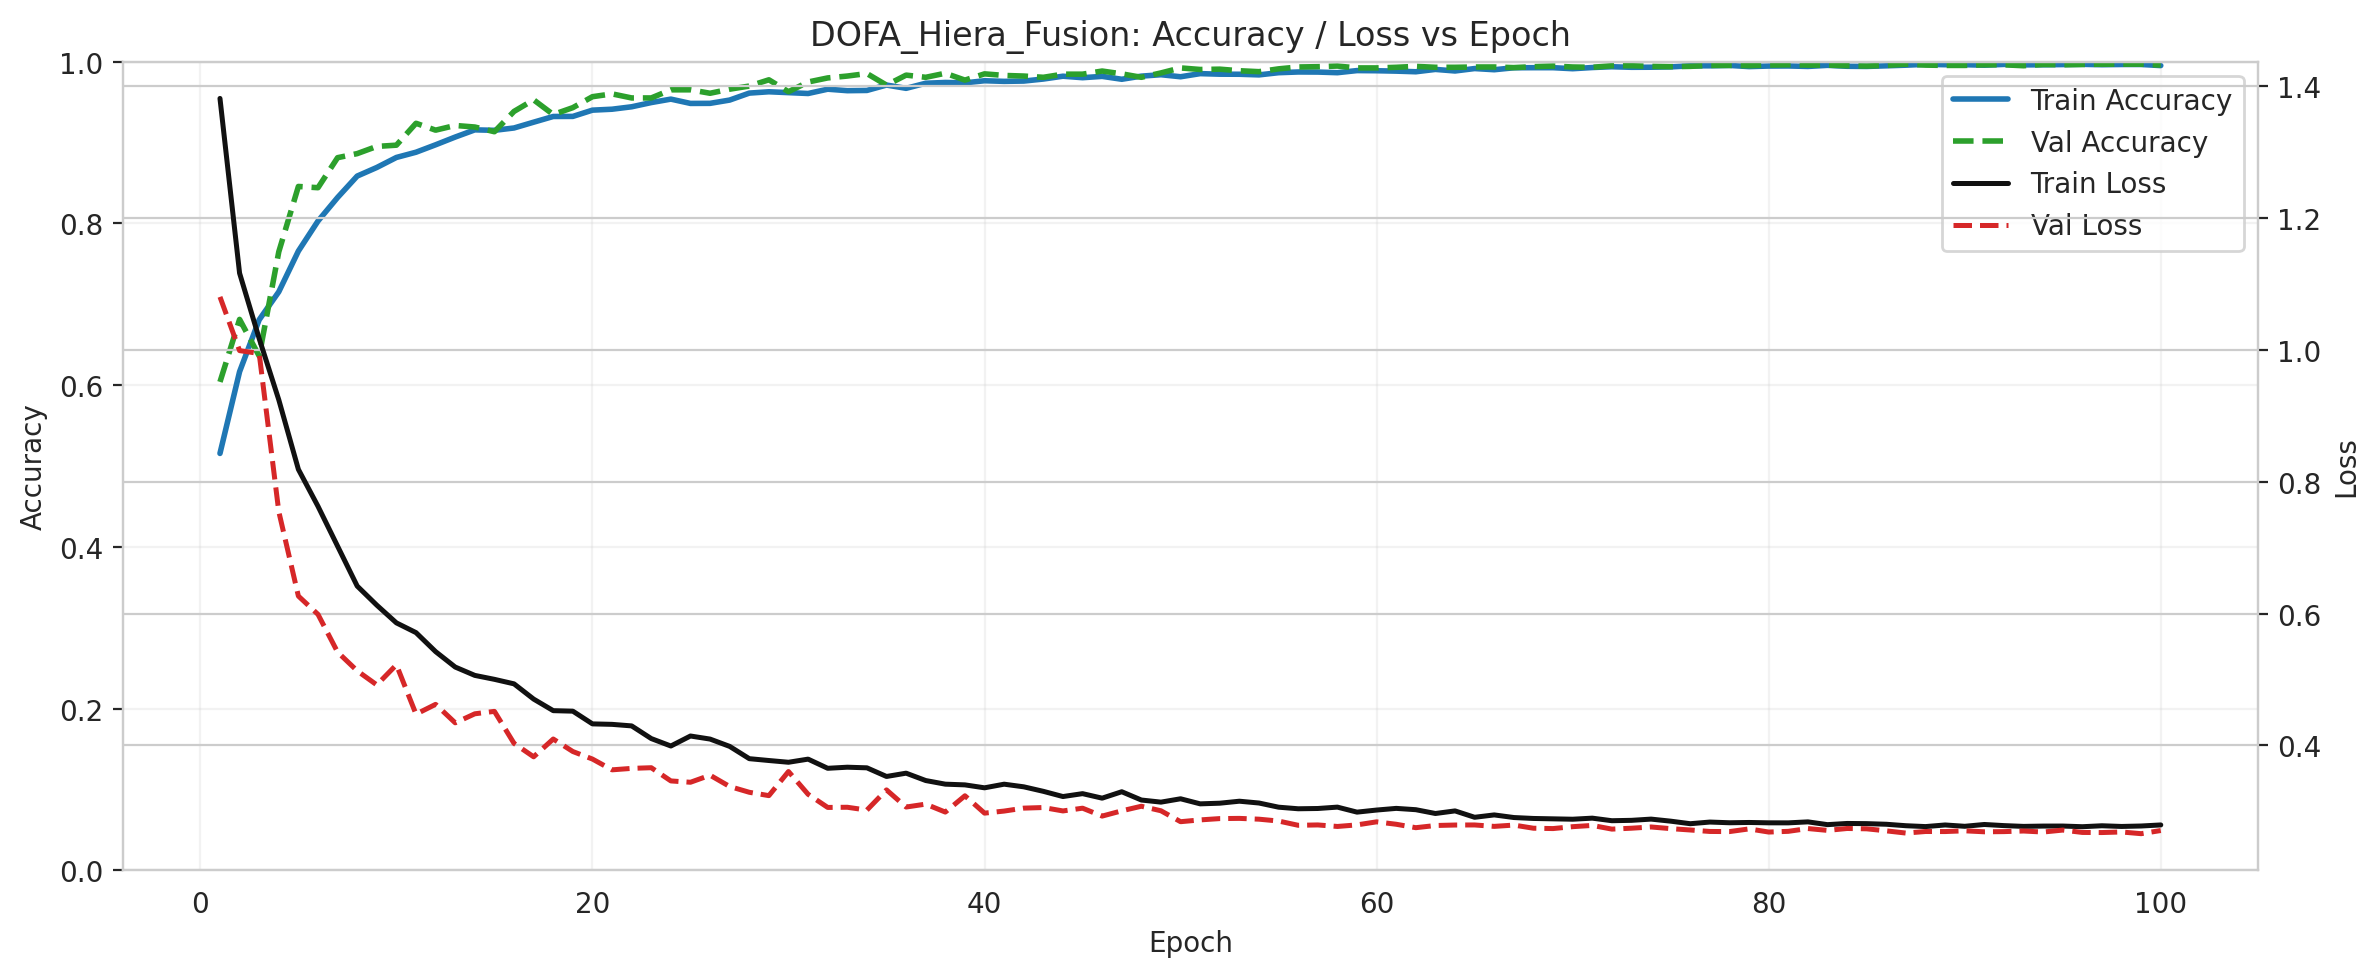 DOFA_Hiera_Fusion: Accuracy / Loss vs Epoch
1.0
0.8
0.6
0.4
0.2
0.0
Accuracy
0
20
40
60
80
100
Epoch
1.4
1.2
1.0
0.8
0.6
0.4
Loss
Train Accuracy
Val Accuracy
Train Loss
Val Loss